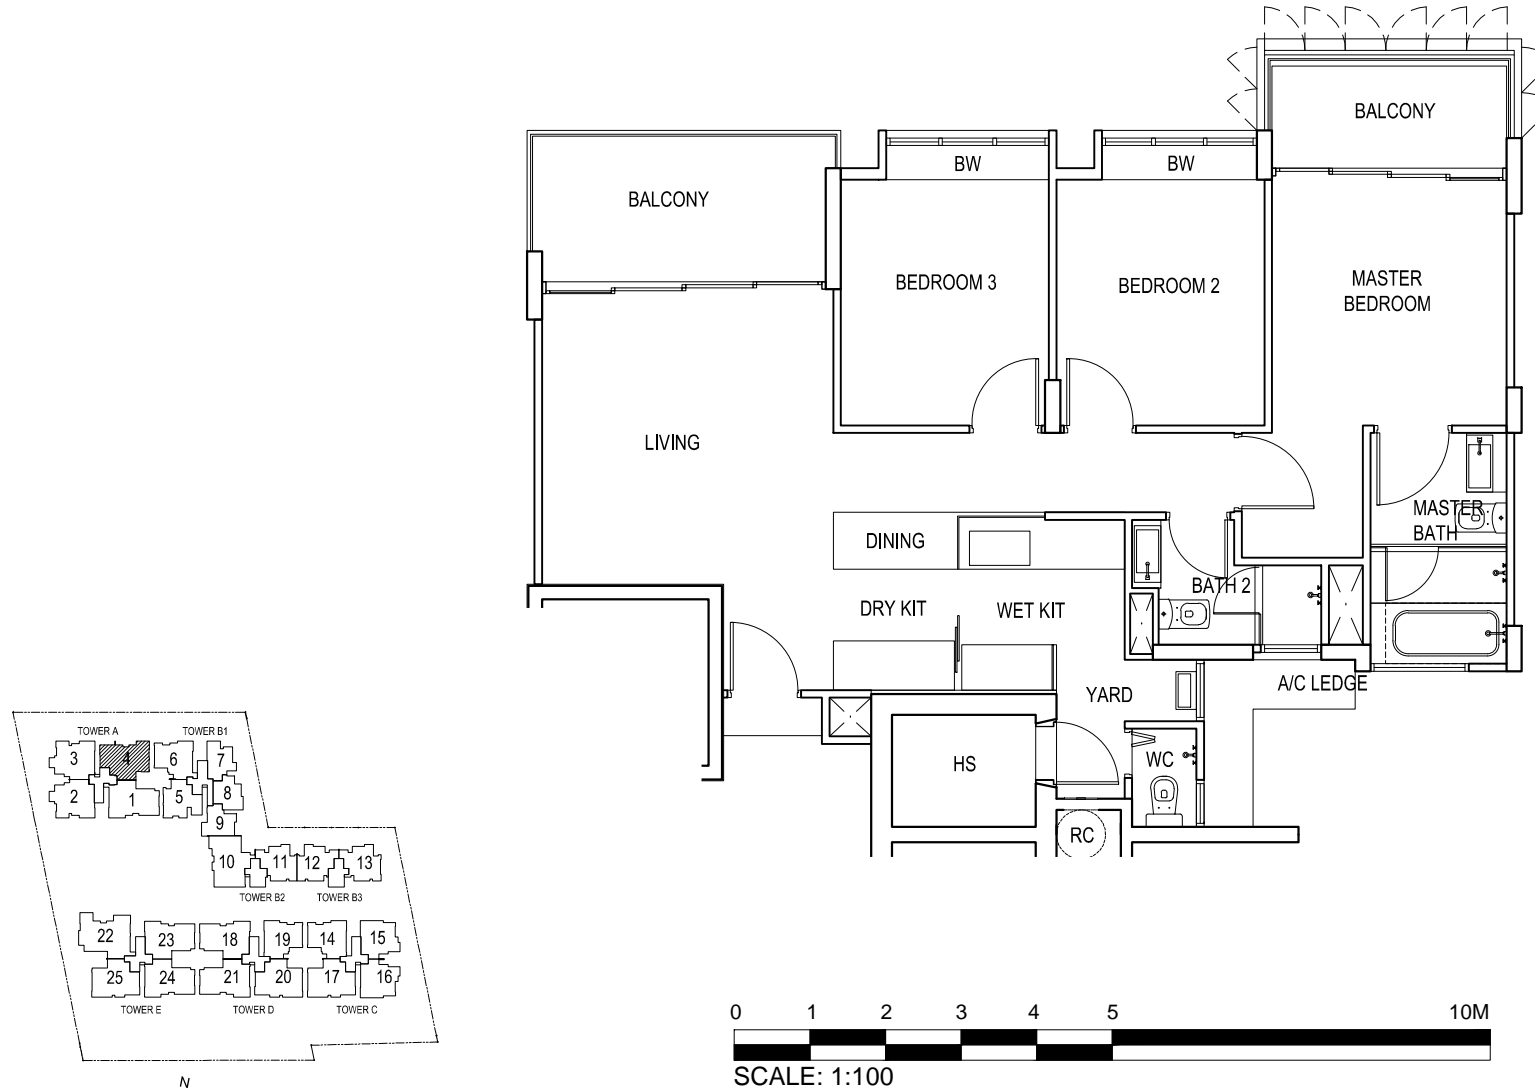 BALCONY
BW
BW
BALCONY
BEDROOM 3
BEDROOM 2
MASTER
BEDROOM
LIVING
MASTER
BATH
DINING
BATH 2
DRY KIT
WET KIT
YARD
A/C LEDGE
HS
WC
RC
TOWER A
TOWER B1
3
4
6
7
2
1
5
8
9
10
11
12
13
TOWER B2
TOWER B3
22
23
18
19
14
15
25
24
21
20
17
16
TOWER E
TOWER D
TOWER C
N
0 1 2 3 4 5 10M
SCALE: 1:100